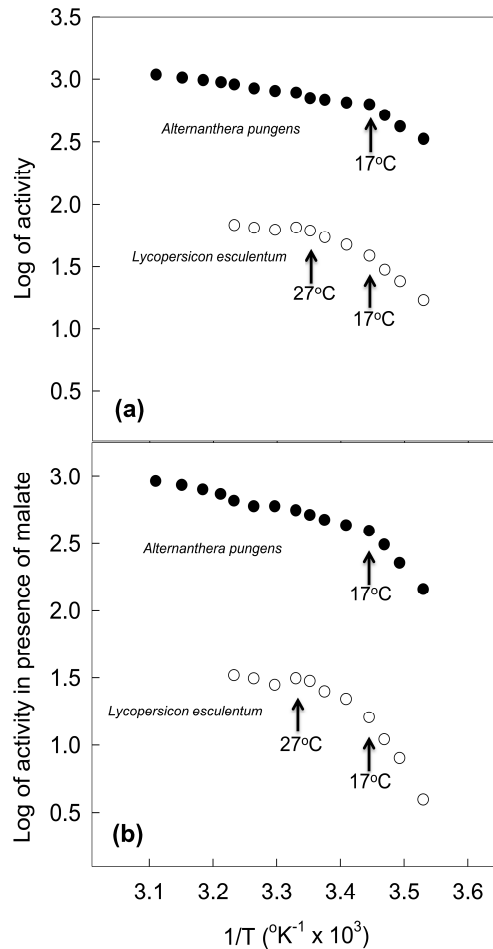 3.5
3.0
2.5
2.0
1.5
1.0
0.5
Log of activity
Alternanthera pungens
17°C
Lycopersicon esculentum
27°C
17°C
(a)
3.0
2.5
2.0
1.5
1.0
0.5
Log of activity in presence of malate
Alternanthera pungens
17°C
Lycopersicon esculentum
27°C
17°C
(b)
3.1 3.2 3.3 3.4 3.5 3.6
1/T (°K⁻¹ x 10³)